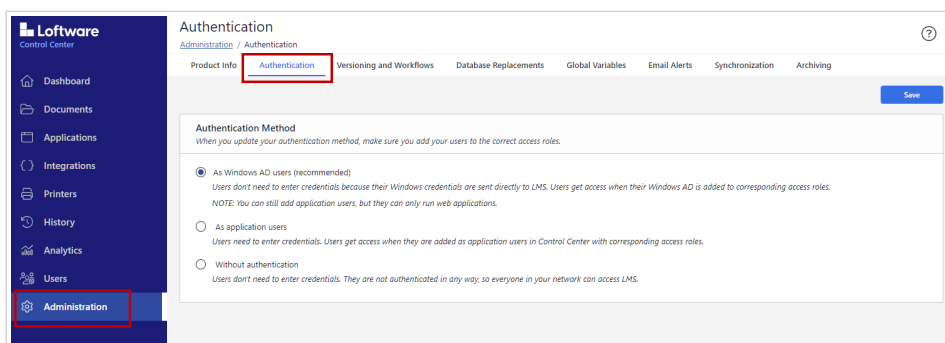 Loftware
Control Center
Dashboard
Documents
Applications
Integrations
Printers
History
Analytics
Users
Administration
Authentication
Administration / Authentication
?
Product Info Authentication Versioning and Workflows Database Replacements Global Variables Email Alerts Synchronization Archiving
Save
Authentication Method
When you update your authentication method, make sure you add your users to the correct access roles.
As Windows AD users (recommended)
Users don't need to enter credentials because their Windows credentials are sent directly to LMS. Users get access when their Windows AD is added to corresponding access roles.
NOTE: You can still add application users, but they can only run web applications.
As application users
Users need to enter credentials. Users get access when they are added as application users in Control Center with corresponding access roles.
Without authentication
Users don't need to enter credentials. They are not authenticated in any way, so everyone in your network can access LMS.